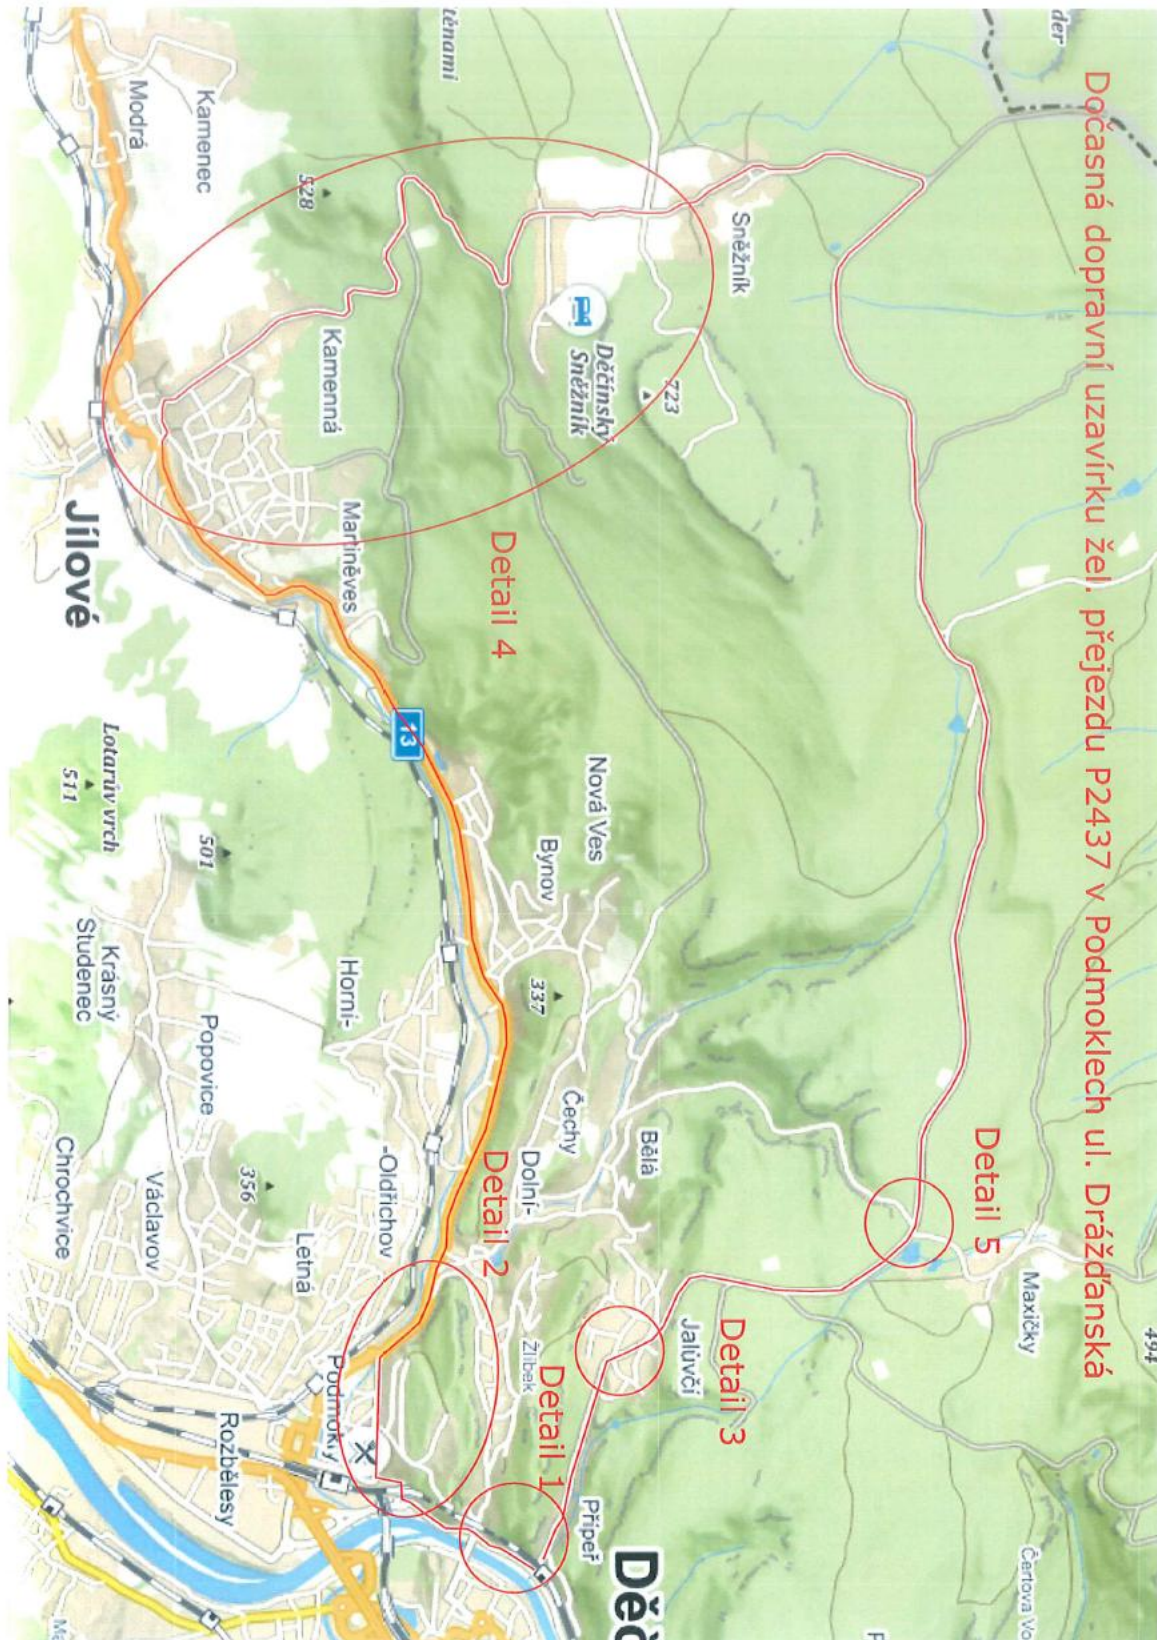 Dočasná dopravní uzavírku žel. přejezdu P2437 v Podmoklech ul. Drážďanská
der
494
Maxičky
Detail 5
Čertova Vo
Sněžník
723
Děčínský
Sněžník
Jalůvčí
Detail 3
Bělá
Nová Ves
Bynov
337
Čechy
Dolní-
Žlíbek
Detail 1
Přípeř
Děč
ténami
Detail 4
Detail 2
528
Kamenná
Martiněves
13
Horní-
-Oldřichov
Letná
Podmokly
Kamenec
Modrá
501
Popovice
356
Václavov
Rozbělesy
Jílové
Lotarův vrch
511
Krásný
Studenec
Chrochvice